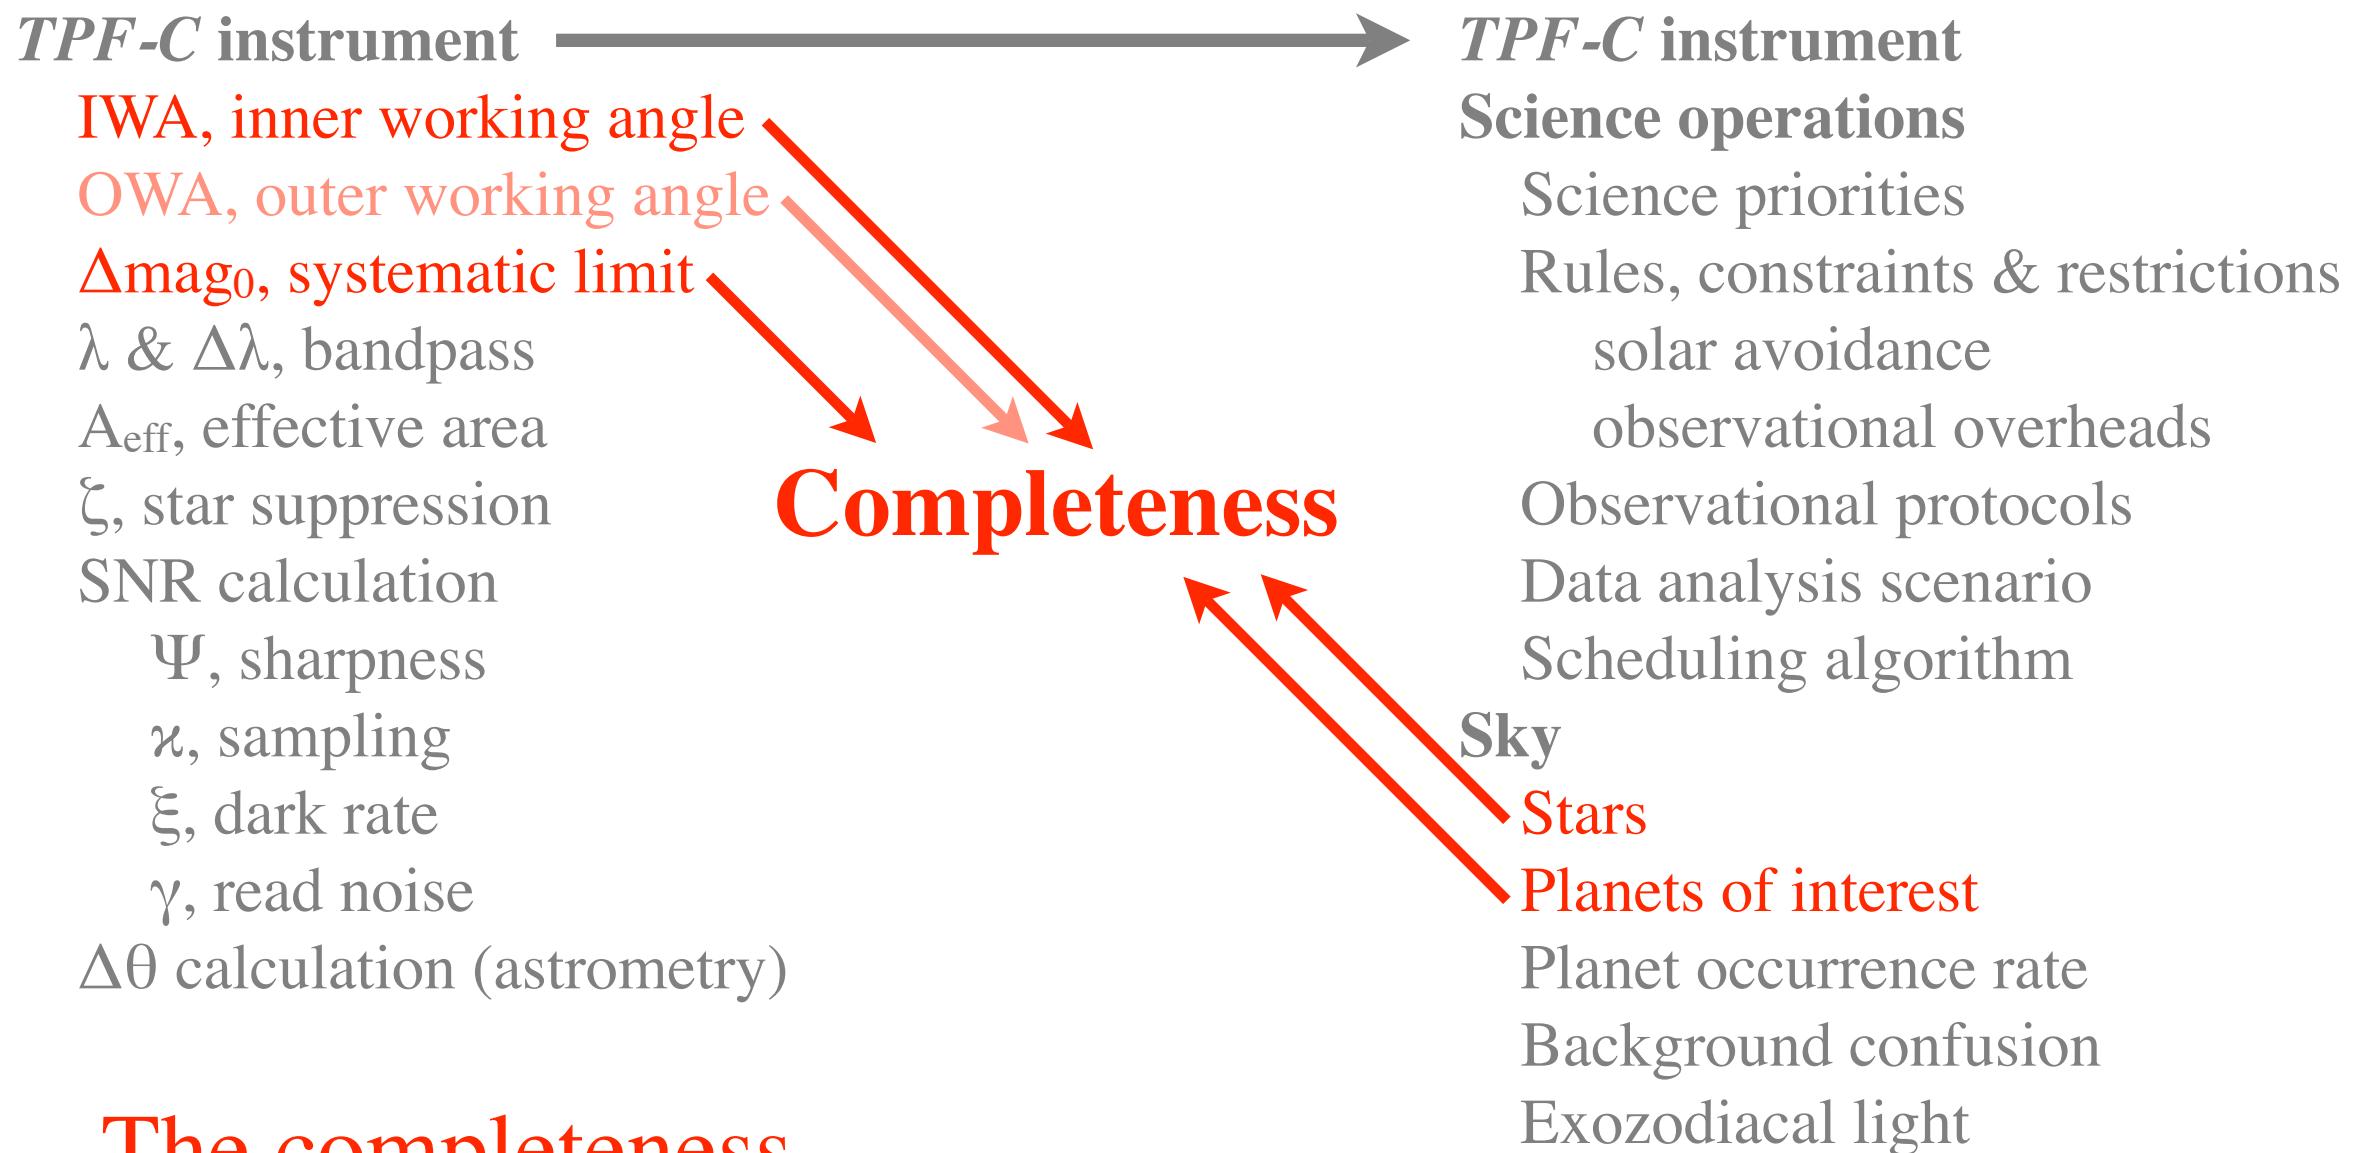 TPF-C instrument
IWA, inner working angle
OWA, outer working angle
Δmag₀, systematic limit
λ & Δλ, bandpass
Aeff, effective area
ζ, star suppression
SNR calculation
Ψ, sharpness
ϰ, sampling
ξ, dark rate
γ, read noise
Δθ calculation (astrometry)
The completeness
Completeness
TPF-C instrument
Science operations
Science priorities
Rules, constraints & restrictions
solar avoidance
observational overheads
Observational protocols
Data analysis scenario
Scheduling algorithm
Sky
Stars
Planets of interest
Planet occurrence rate
Background confusion
Exozodiacal light